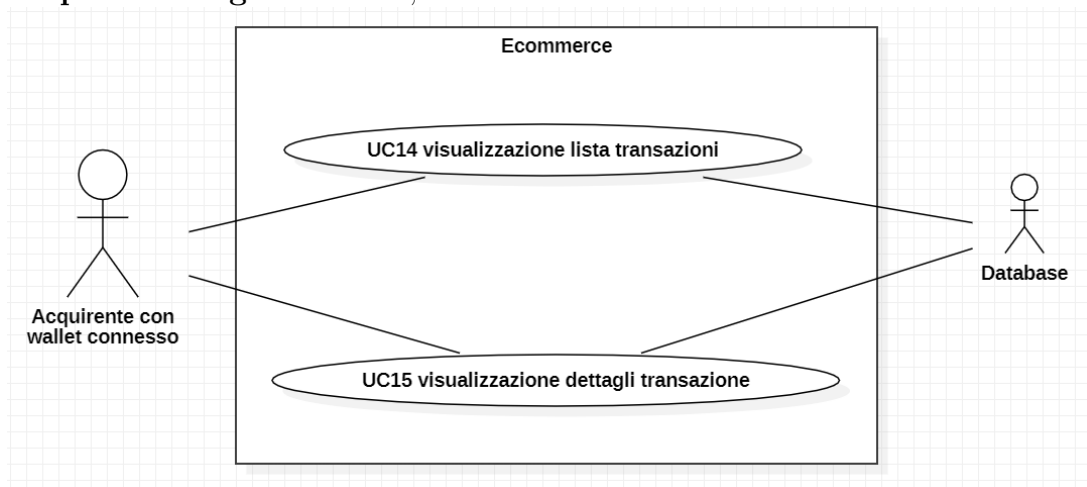 Ecommerce
UC14 visualizzazione lista transazioni
Acquirente con
wallet connesso
Database
UC15 visualizzazione dettagli transazione